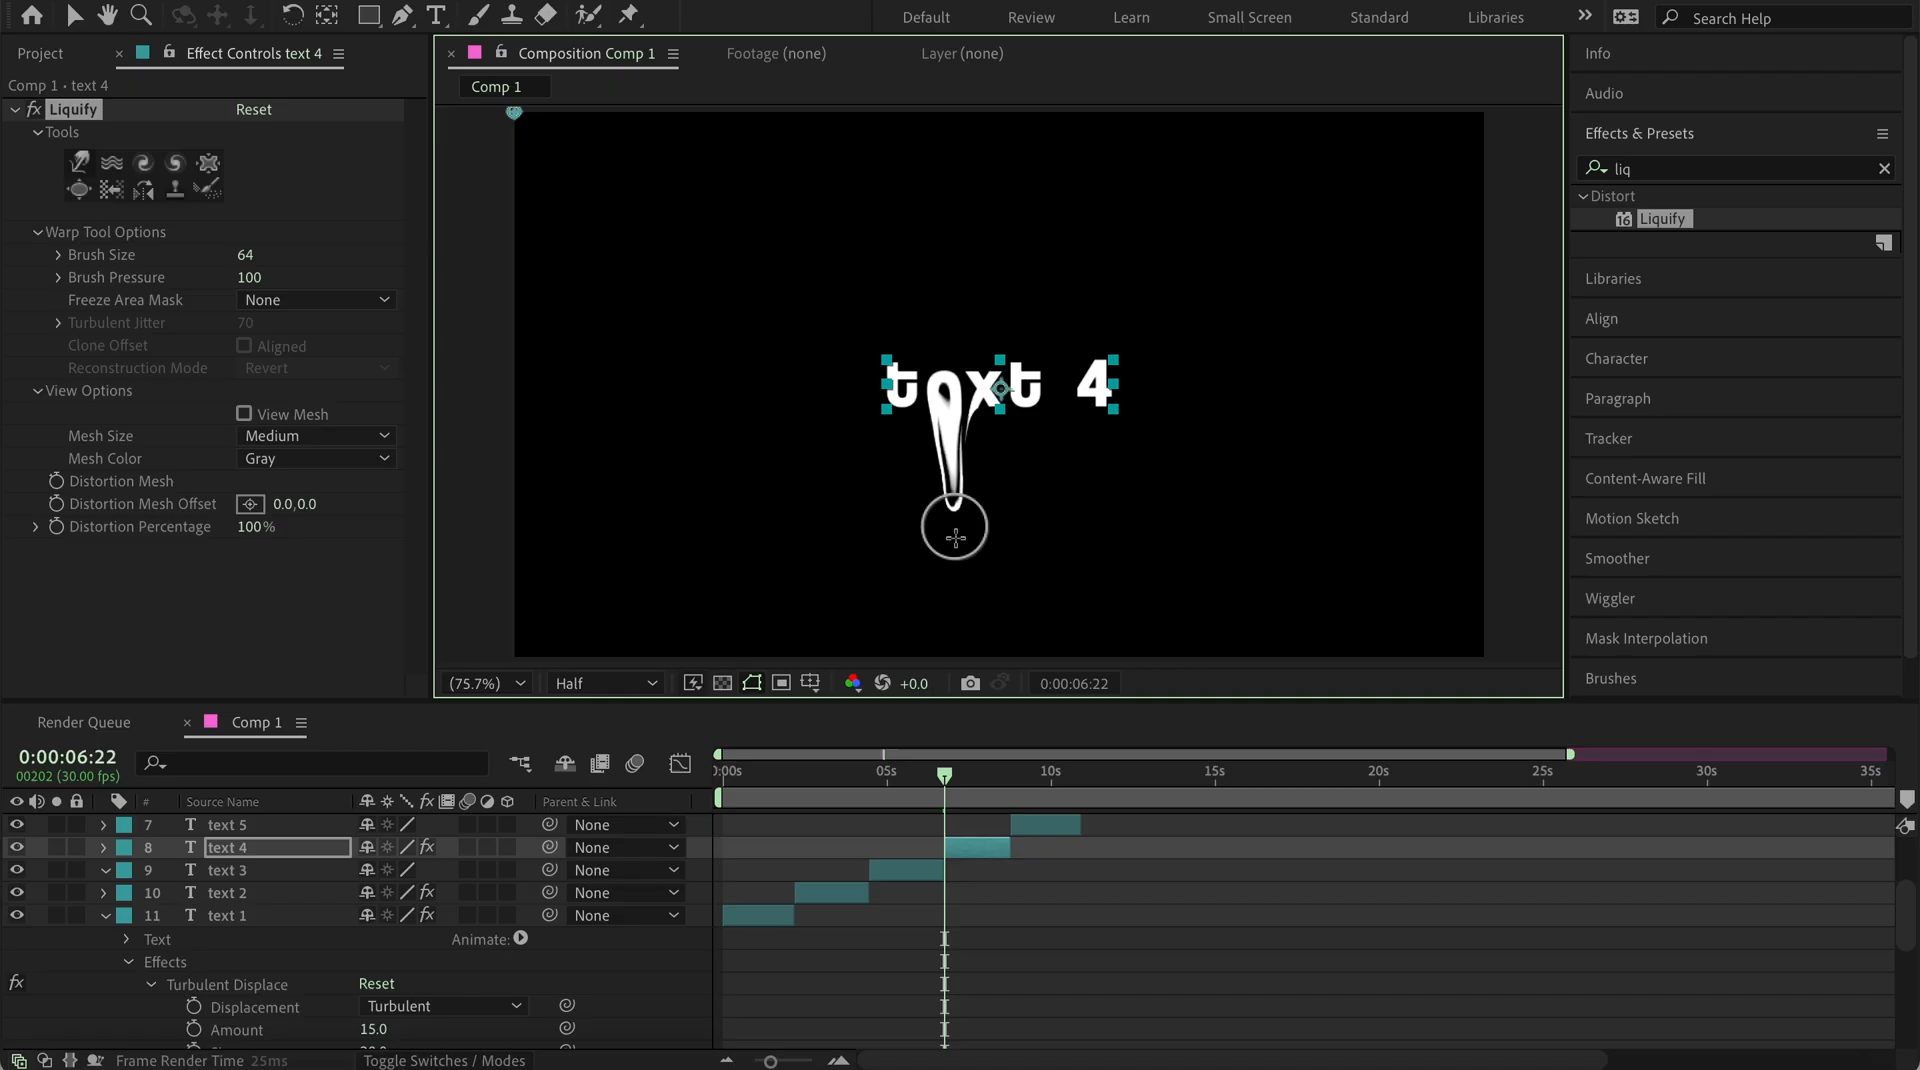 Default Review Learn Small Screen Standard Libraries Search Help
Project Effect Controls text 4
Comp 1 • text 4
fx Liquify Reset
Tools
Warp Tool Options
Brush Size 64
Brush Pressure 100
Freeze Area Mask None
Turbulent Jitter 70
Clone Offset Aligned
Reconstruction Mode Revert
View Options
View Mesh
Mesh Size Medium
Mesh Color Gray
Distortion Mesh
Distortion Mesh Offset 0.0,0.0
Distortion Percentage 100%
Composition Comp 1 Footage (none) Layer (none)
Comp 1
text 4
(75.7%) Half +0.0 0:00:06:22
Info
Audio
Effects & Presets
liq
Distort
16 Liquify
Libraries
Align
Character
Paragraph
Tracker
Content-Aware Fill
Motion Sketch
Smoother
Wiggler
Mask Interpolation
Brushes
Render Queue Comp 1
0:00:06:22
00202 (30.00 fps)
):00s 05s 10s 15s 20s 25s 30s 35s
# Source Name fx Parent & Link
7 T text 5 None
8 T text 4 fx None
9 T text 3 None
10 T text 2 fx None
11 T text 1 fx None
Text Animate:
Effects
fx Turbulent Displace Reset
Displacement Turbulent
Amount 15.0
Frame Render Time 25ms Toggle Switches / Modes